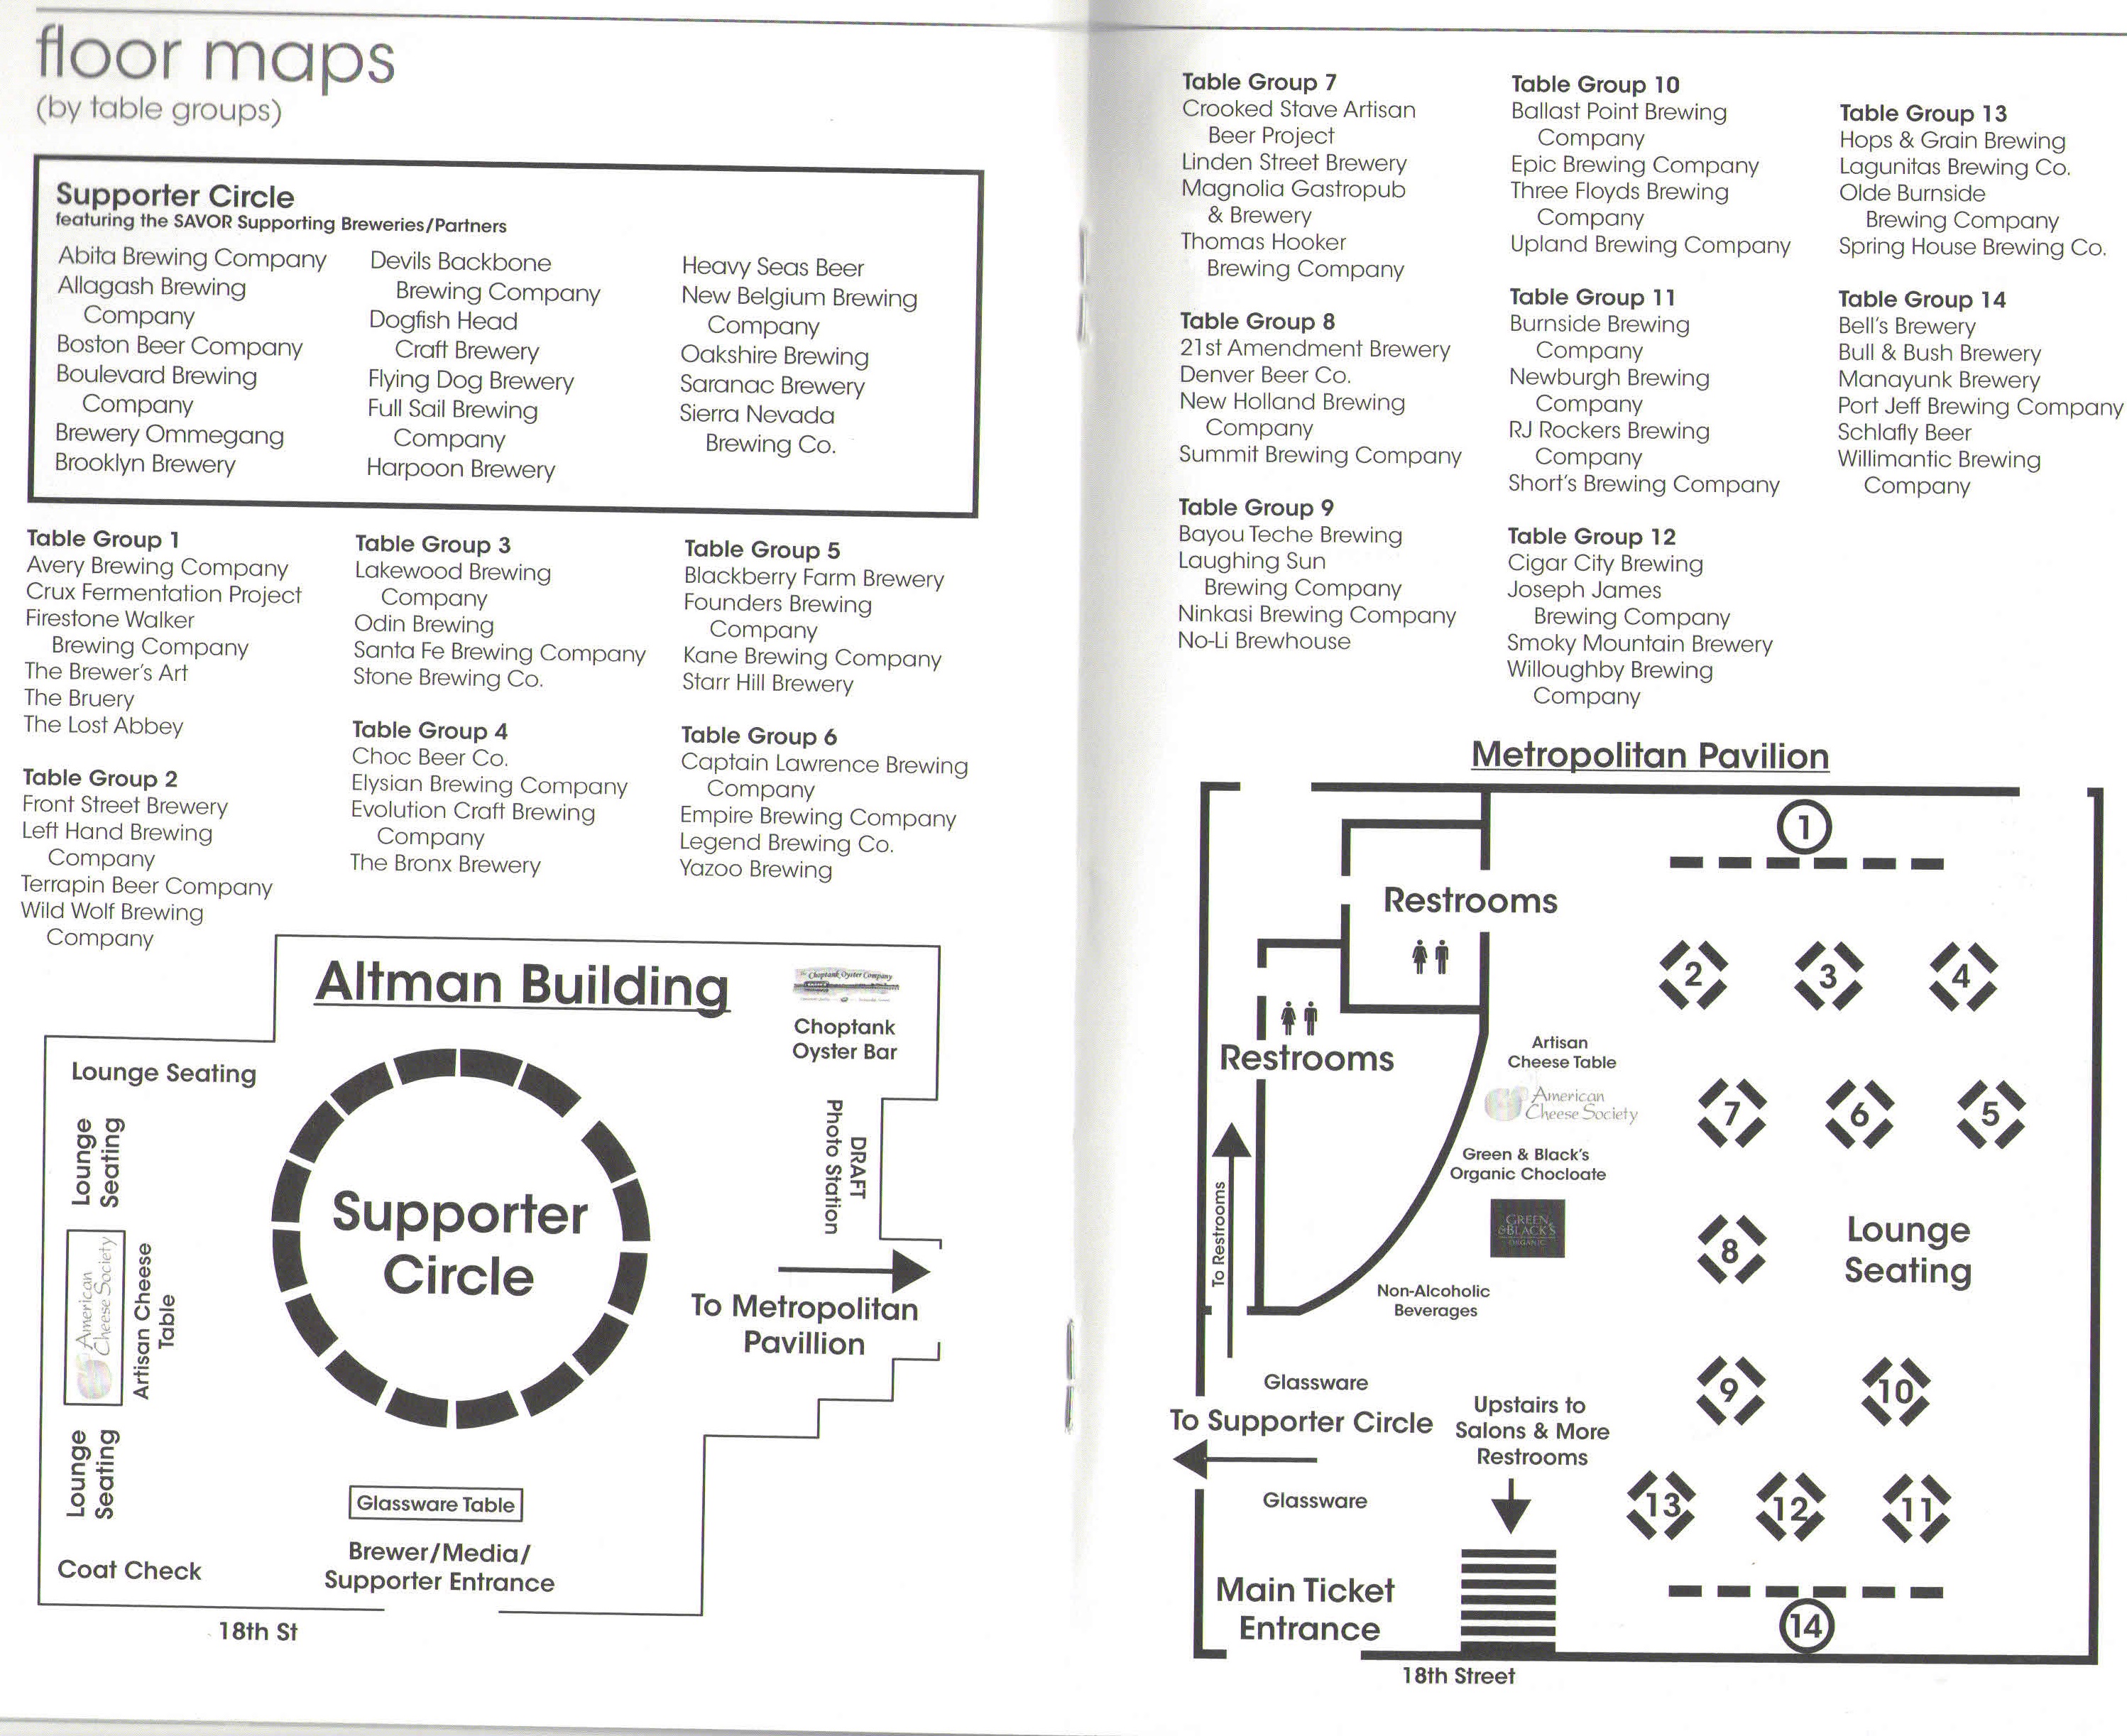 floor maps
(by table groups)
Supporter Circle
featuring the SAVOR Supporting Breweries/Partners
Abita Brewing Company
Allagash Brewing
Company
Boston Beer Company
Boulevard Brewing
Company
Brewery Ommegang
Brooklyn Brewery
Devils Backbone
Brewing Company
Dogfish Head
Craft Brewery
Flying Dog Brewery
Full Sail Brewing
Company
Harpoon Brewery
Heavy Seas Beer
New Belgium Brewing
Company
Oakshire Brewing
Saranac Brewery
Sierra Nevada
Brewing Co.
Table Group 1
Avery Brewing Company
Crux Fermentation Project
Firestone Walker
Brewing Company
The Brewer's Art
The Bruery
The Lost Abbey
Table Group 2
Front Street Brewery
Left Hand Brewing
Company
Terrapin Beer Company
Wild Wolf Brewing
Company
Table Group 3
Lakewood Brewing
Company
Odin Brewing
Santa Fe Brewing Company
Stone Brewing Co.
Table Group 4
Choc Beer Co.
Elysian Brewing Company
Evolution Craft Brewing
Company
The Bronx Brewery
Table Group 5
Blackberry Farm Brewery
Founders Brewing
Company
Kane Brewing Company
Starr Hill Brewery
Table Group 6
Captain Lawrence Brewing
Company
Empire Brewing Company
Legend Brewing Co.
Yazoo Brewing
Altman Building
The Choptank Oyster Company
Choptank
Oyster Bar
Lounge Seating
Lounge
Seating
DRAFT
Photo Station
Supporter
Circle
American
Cheese Society
Artisan Cheese
Table
To Metropolitan
Pavillion
Lounge
Seating
Glassware Table
Brewer/Media/
Supporter Entrance
Coat Check
18th St
Table Group 7
Crooked Stave Artisan
Beer Project
Linden Street Brewery
Magnolia Gastropub
& Brewery
Thomas Hooker
Brewing Company
Table Group 8
21st Amendment Brewery
Denver Beer Co.
New Holland Brewing
Company
Summit Brewing Company
Table Group 9
Bayou Teche Brewing
Laughing Sun
Brewing Company
Ninkasi Brewing Company
No-Li Brewhouse
Table Group 10
Ballast Point Brewing
Company
Epic Brewing Company
Three Floyds Brewing
Company
Upland Brewing Company
Table Group 11
Burnside Brewing
Company
Newburgh Brewing
Company
RJ Rockers Brewing
Company
Short's Brewing Company
Table Group 12
Cigar City Brewing
Joseph James
Brewing Company
Smoky Mountain Brewery
Willoughby Brewing
Company
Table Group 13
Hops & Grain Brewing
Lagunitas Brewing Co.
Olde Burnside
Brewing Company
Spring House Brewing Co.
Table Group 14
Bell's Brewery
Bull & Bush Brewery
Manayunk Brewery
Port Jeff Brewing Company
Schlafly Beer
Willimantic Brewing
Company
Metropolitan Pavilion
1
Restrooms
2 3 4
Restrooms
Artisan
Cheese Table
American
Cheese Society
7 6 5
Green & Black's
Organic Chocloate
GREEN
& BLACK'S
ORGANIC
To Restrooms
8
Lounge
Seating
Non-Alcoholic
Beverages
Glassware
9 10
To Supporter Circle
Upstairs to
Salons & More
Restrooms
Glassware
13 12 11
Main Ticket
Entrance
14
18th Street